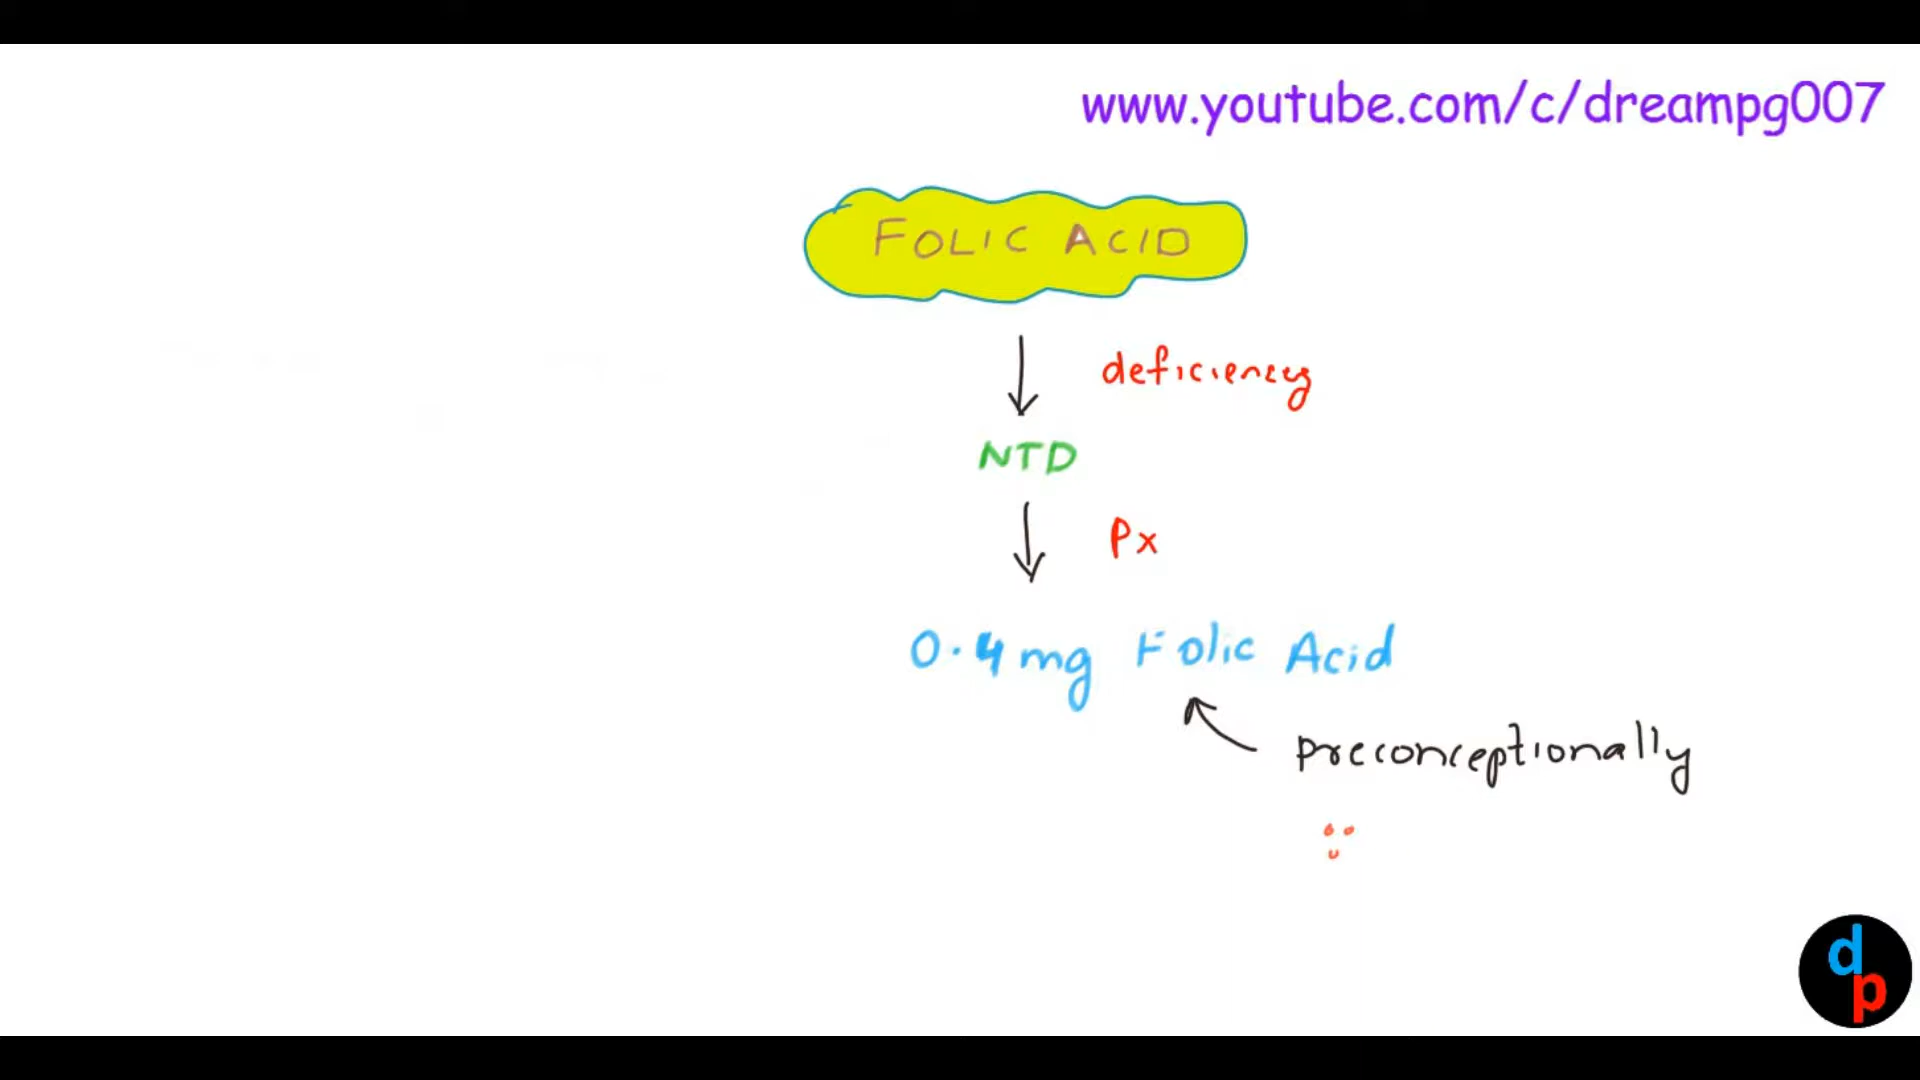 www.youtube.com/c/dreampg007
FOLIC ACID
deficiency
NTD
Px
0.4 mg Folic Acid
preconceptionally
dp